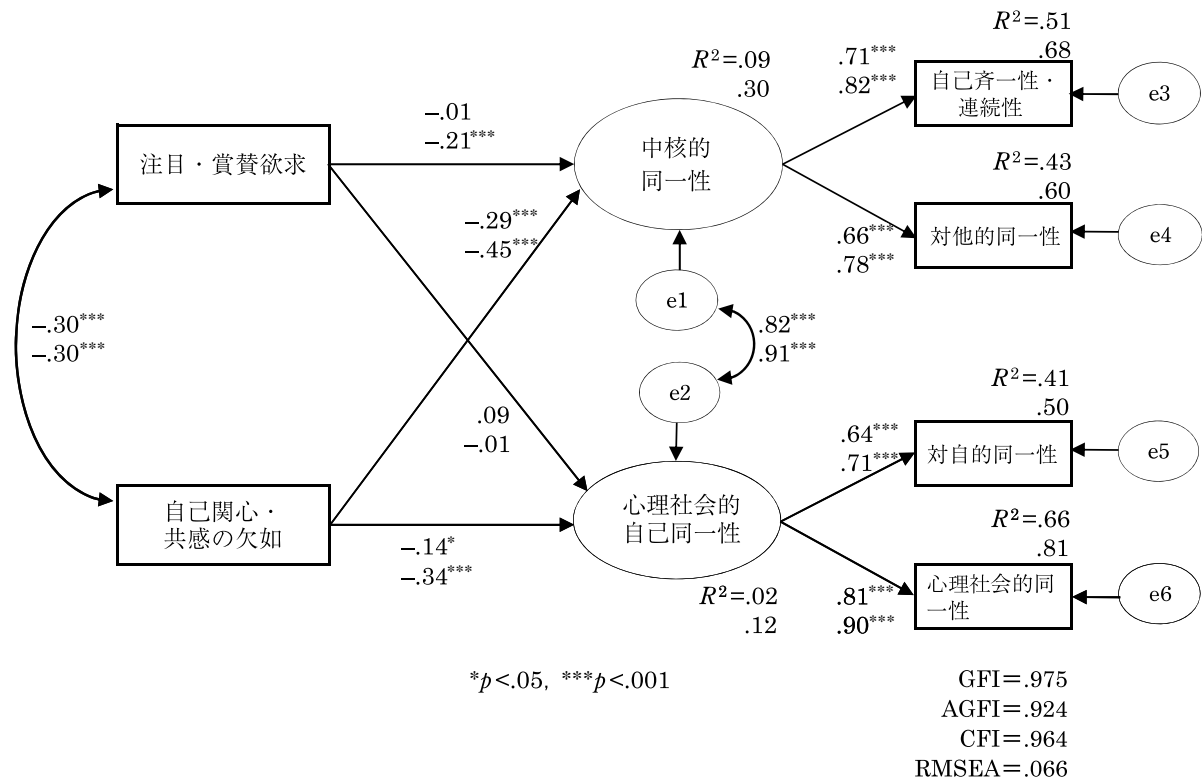 R²=.51
.68
R²=.09
.30
.71***
.82***
自己斉一性・
連続性
e3
−.01
−.21***
注目・賞賛欲求
中核的
同一性
R²=.43
.60
−.29***
−.45***
.66***
.78***
対他的同一性
e4
e1
−.30***
−.30***
.82***
.91***
e2
R²=.41
.50
.09
−.01
.64***
.71***
対自的同一性
e5
自己関心・
共感の欠如
心理社会的
自己同一性
R²=.66
.81
−.14*
−.34***
R²=.02
.12
.81***
.90***
心理社会的同
一性
e6
*p<.05, ***p<.001
GFI=.975
AGFI=.924
CFI=.964
RMSEA=.066